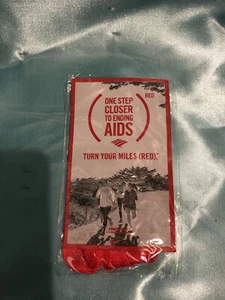 (RED)
ONE STEP
CLOSER
TO ENDING
AIDS
TURN YOUR MILES (RED).